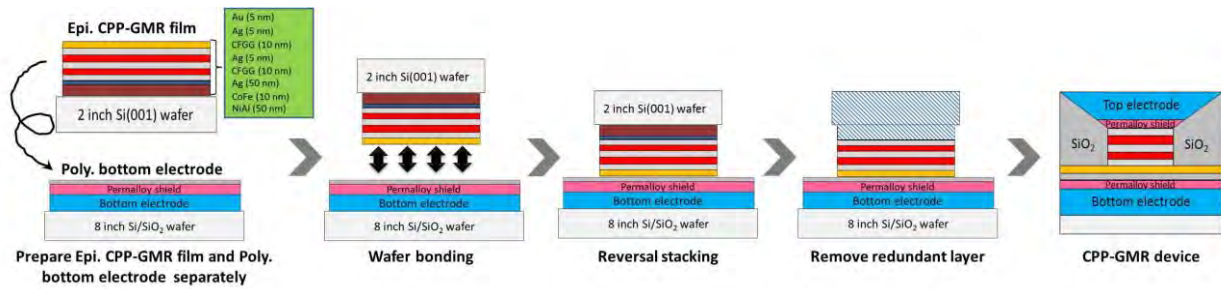 Epi. CPP-GMR film
Au (5 nm)
Ag (5 nm)
CFGG (10 nm)
Ag (5 nm)
CFGG (10 nm)
Ag (50 nm)
CoFe (10 nm)
NiAl (50 nm)
2 inch Si(001) wafer
Poly. bottom electrode
Permalloy shield
Bottom electrode
8 inch Si/SiO₂ wafer
Prepare Epi. CPP-GMR film and Poly.
bottom electrode separately
2 inch Si(001) wafer
Permalloy shield
Bottom electrode
8 inch Si/SiO₂ wafer
Wafer bonding
2 inch Si(001) wafer
Permalloy shield
Bottom electrode
8 inch Si/SiO₂ wafer
Reversal stacking
Permalloy shield
Bottom electrode
8 inch Si/SiO₂ wafer
Remove redundant layer
Top electrode
Permalloy shield
SiO₂
SiO₂
Permalloy shield
Bottom electrode
CPP-GMR device